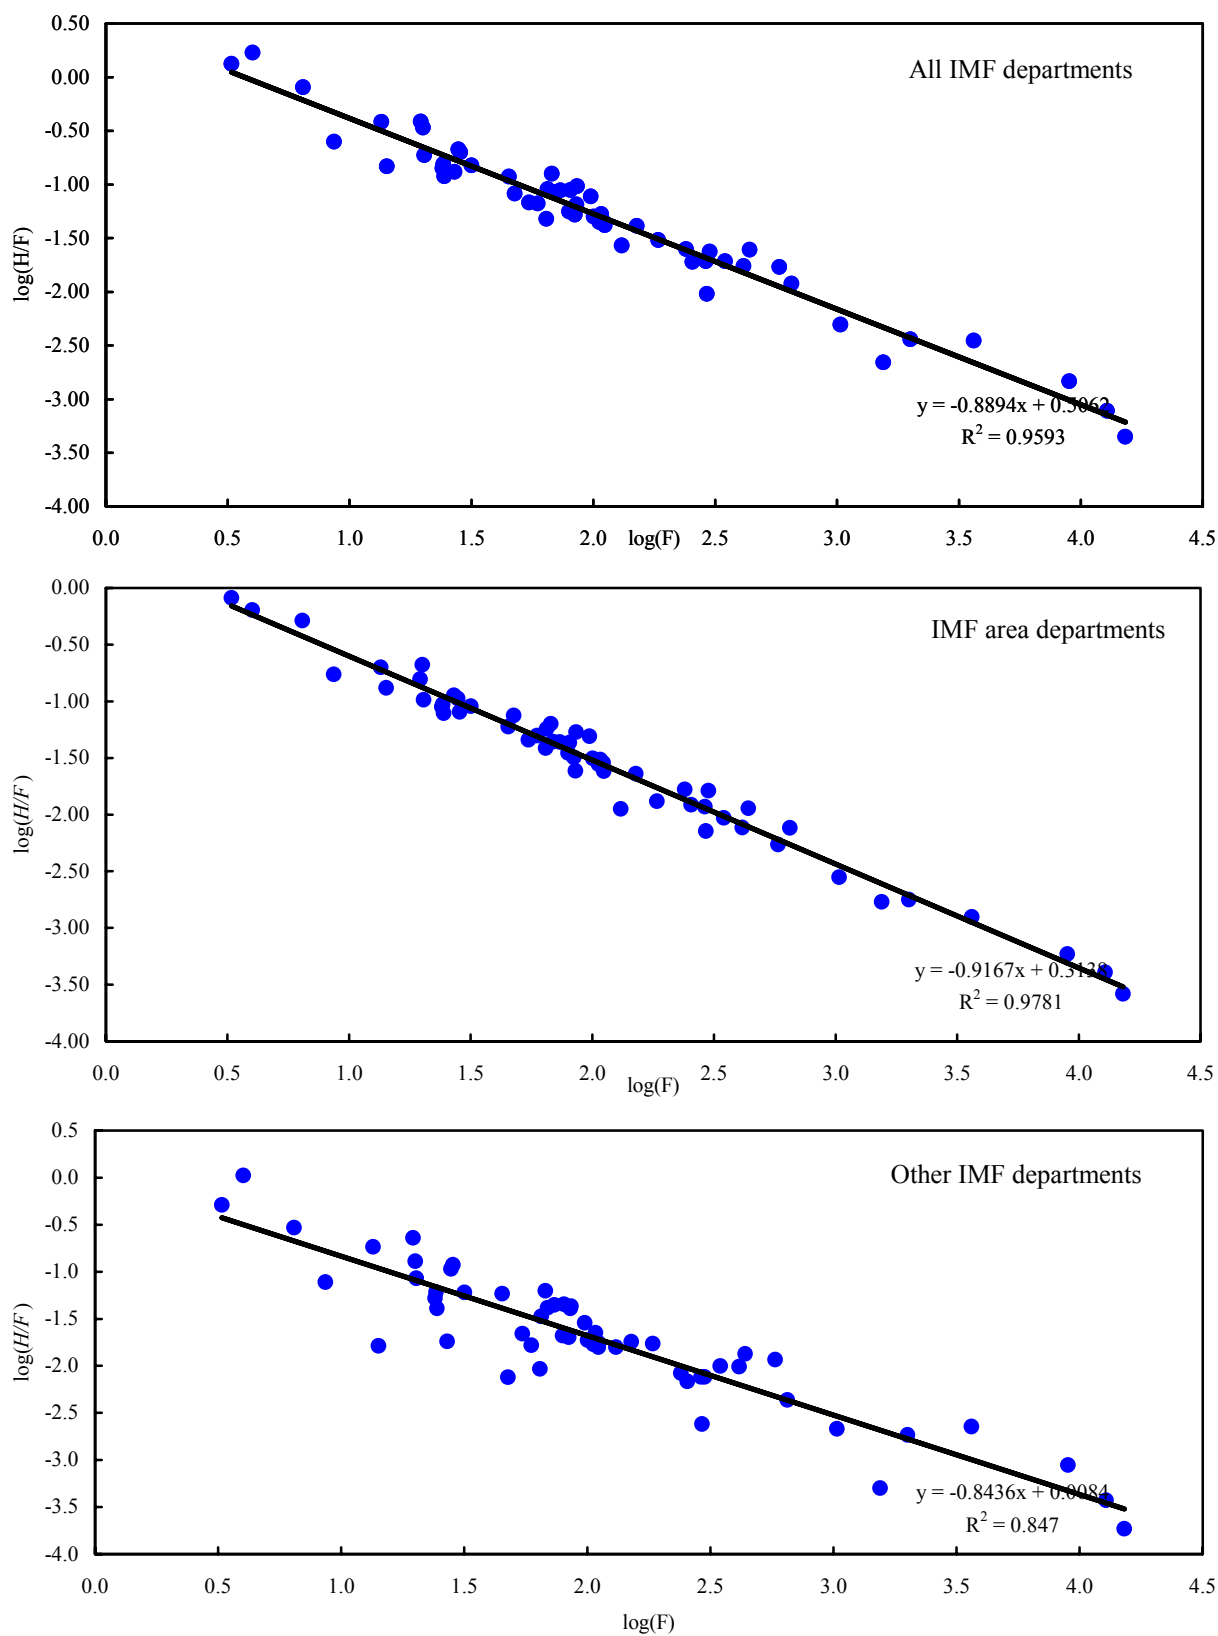 0.50
All IMF departments
0.00
-0.50
-1.00
log(H/F)
-1.50
-2.00
-2.50
-3.00
y = -0.8894x + 0.5062
R2 = 0.9593
-3.50
-4.00
0.0 0.5 1.0 1.5 2.0 2.5 3.0 3.5 4.0 4.5
log(F)
0.00
IMF area departments
-0.50
-1.00
-1.50
log(H/F)
-2.00
-2.50
-3.00
y = -0.9167x + 0.3139
-3.50
R2 = 0.9781
-4.00
0.0 0.5 1.0 1.5 2.0 2.5 3.0 3.5 4.0 4.5
log(F)
0.5
0.0
Other IMF departments
-0.5
-1.0
-1.5
log(H/F)
-2.0
-2.5
-3.0
y = -0.8436x + 0.0084
-3.5
R2 = 0.847
-4.0
0.0 0.5 1.0 1.5 2.0 2.5 3.0 3.5 4.0 4.5
log(F)